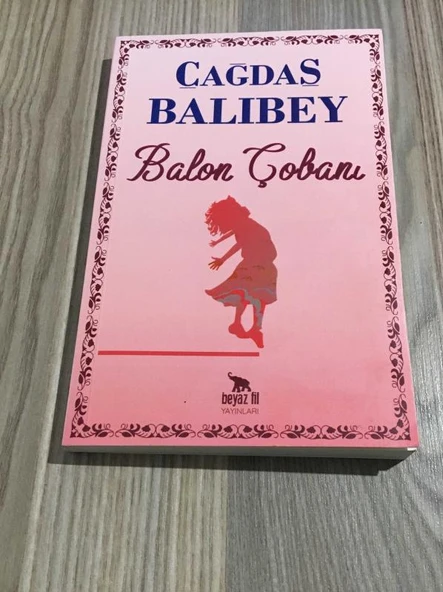 ÇAĞDAŞ
BALIBEY
Balon Çobanı
beyaz fil
YAYINLARI